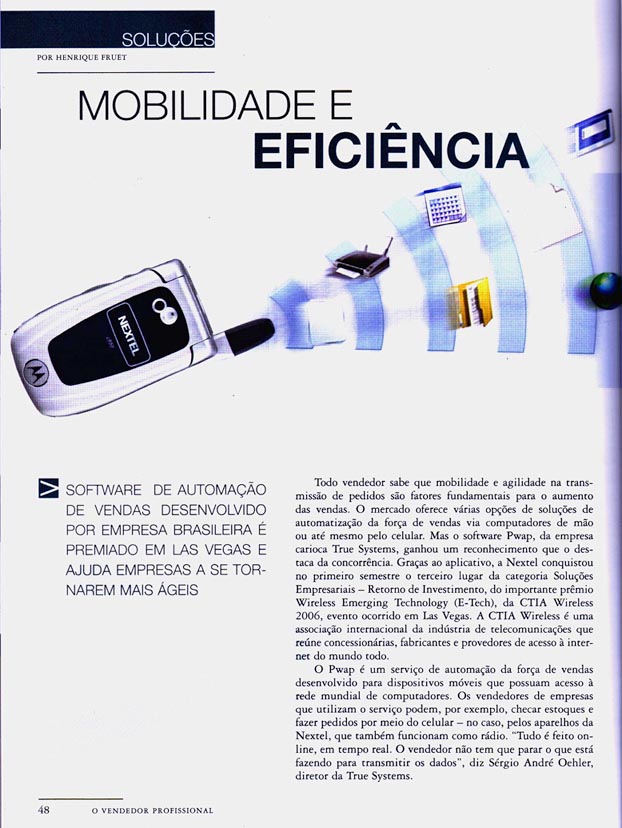 SOLUÇÕES
POR HENRIQUE FRUET
MOBILIDADE E
EFICIÊNCIA
NEXTEL
SOFTWARE DE AUTOMAÇÃO
DE VENDAS DESENVOLVIDO
POR EMPRESA BRASILEIRA É
PREMIADO EM LAS VEGAS E
AJUDA EMPRESAS A SE TOR-
NAREM MAIS ÁGEIS
Todo vendedor sabe que mobilidade e agilidade na trans-
missão de pedidos são fatores fundamentais para o aumento
das vendas. O mercado oferece várias opções de soluções de
automatização da força de vendas via computadores de mão
ou até mesmo pelo celular. Mas o software Pwap, da empresa
carioca True Systems, ganhou um reconhecimento que o des-
taca da concorrência. Graças ao aplicativo, a Nextel conquistou
no primeiro semestre o terceiro lugar da categoria Soluções
Empresariais – Retorno de Investimento, do importante prêmio
Wireless Emerging Technology (E-Tech), da CTIA Wireless
2006, evento ocorrido em Las Vegas. A CTIA Wireless é uma
associação internacional da indústria de telecomunicações que
reúne concessionárias, fabricantes e provedores de acesso à inter-
net do mundo todo.
O Pwap é um serviço de automação da força de vendas
desenvolvido para dispositivos móveis que possuam acesso à
rede mundial de computadores. Os vendedores de empresas
que utilizam o serviço podem, por exemplo, checar estoques e
fazer pedidos por meio do celular – no caso, pelos aparelhos da
Nextel, que também funcionam como rádio. “Tudo é feito on-
line, em tempo real. O vendedor não tem que parar o que está
fazendo para transmitir os dados”, diz Sérgio André Oehler,
diretor da True Systems.
48 O VENDEDOR PROFISSIONAL